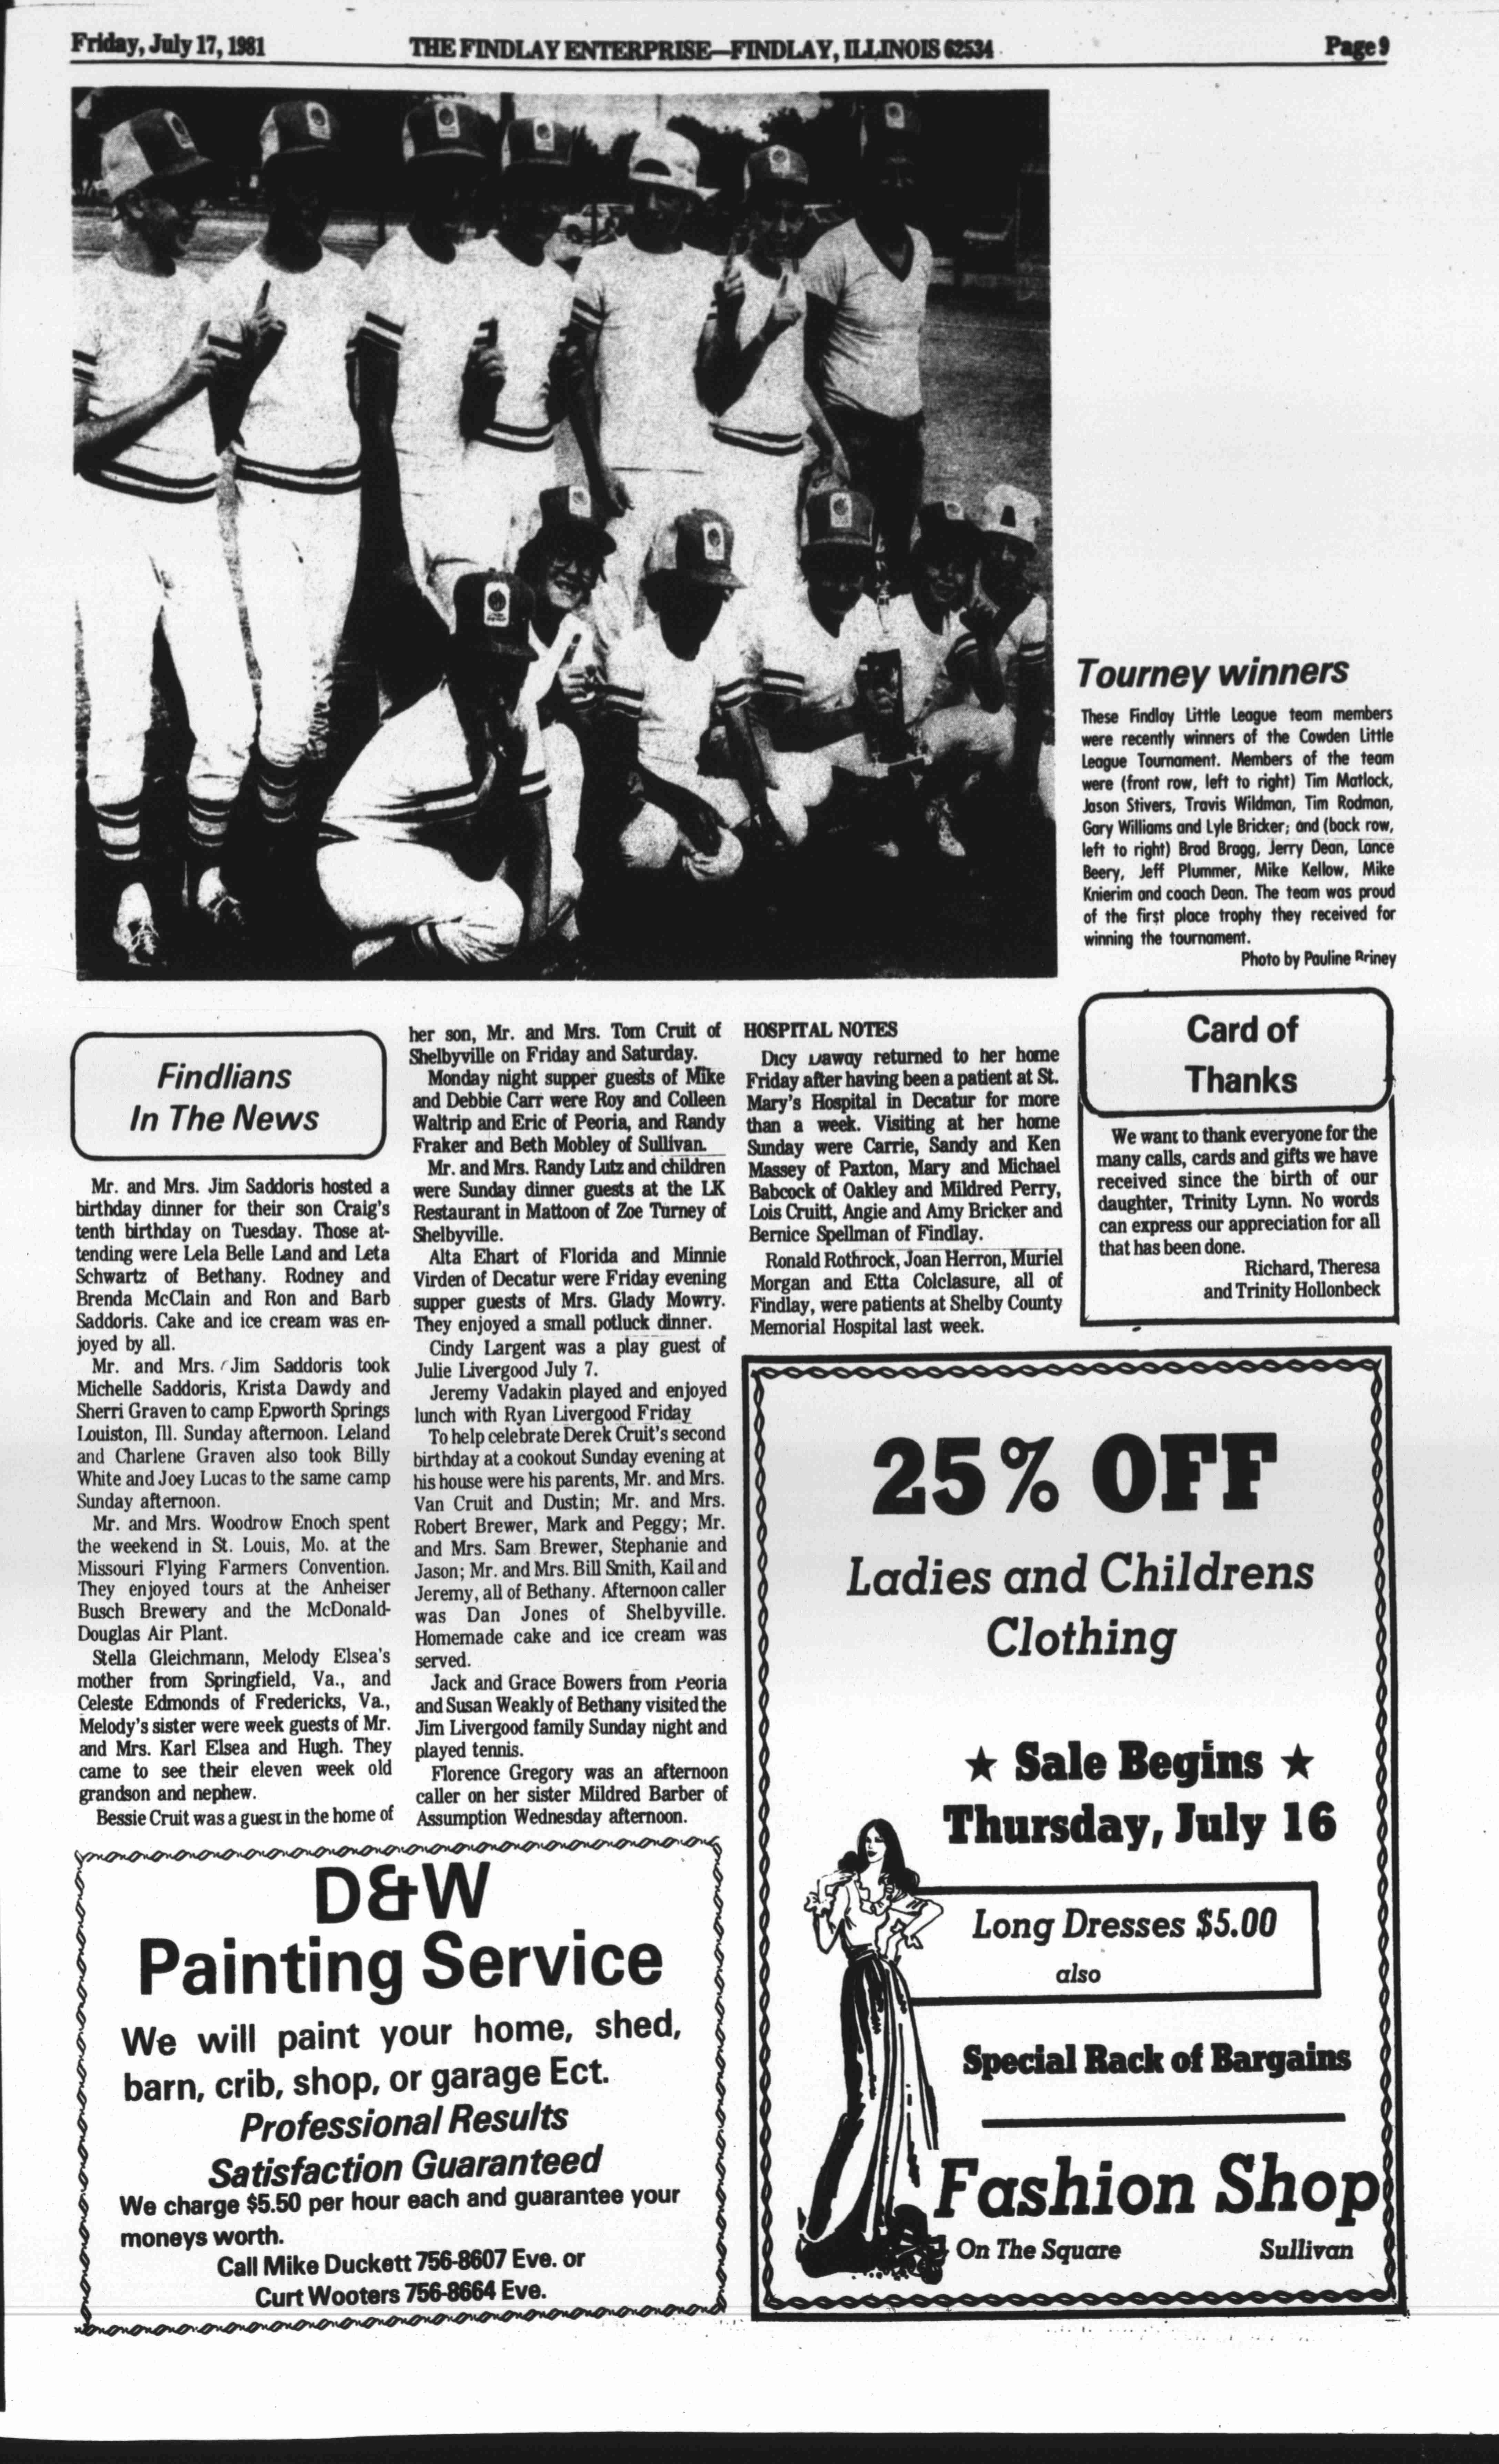 Friday, July 17, 1981
THE FINDLAY ENTERPRISE—FINDLAY, ILLINOIS 62534
Page 9
Tourney winners
These Findlay Little League team members
were recently winners of the Cowden Little
League Tournament. Members of the team
were (front row, left to right) Tim Matlock,
Jason Stivers, Travis Wildman, Tim Rodman,
Gary Williams and Lyle Bricker; and (back row,
left to right) Brad Bragg, Jerry Dean, Lance
Beery, Jeff Plummer, Mike Kellow, Mike
Knierim and coach Dean. The team was proud
of the first place trophy they received for
winning the tournament.
Photo by Pauline Briney
Findlians
In The News
Mr. and Mrs. Jim Saddoris hosted a
birthday dinner for their son Craig's
tenth birthday on Tuesday. Those at-
tending were Lela Belle Land and Leta
Schwartz of Bethany. Rodney and
Brenda McClain and Ron and Barb
Saddoris. Cake and ice cream was en-
joyed by all.
Mr. and Mrs. Jim Saddoris took
Michelle Saddoris, Krista Dawdy and
Sherri Graven to camp Epworth Springs
Louiston, Ill. Sunday afternoon. Leland
and Charlene Graven also took Billy
White and Joey Lucas to the same camp
Sunday afternoon.
Mr. and Mrs. Woodrow Enoch spent
the weekend in St. Louis, Mo. at the
Missouri Flying Farmers Convention.
They enjoyed tours at the Anheiser
Busch Brewery and the McDonald-
Douglas Air Plant.
Stella Gleichmann, Melody Elsea's
mother from Springfield, Va., and
Celeste Edmonds of Fredericks, Va.,
Melody's sister were week guests of Mr.
and Mrs. Karl Elsea and Hugh. They
came to see their eleven week old
grandson and nephew.
Bessie Cruit was a guest in the home of
her son, Mr. and Mrs. Tom Cruit of
Shelbyville on Friday and Saturday.
Monday night supper guests of Mike
and Debbie Carr were Roy and Colleen
Waltrip and Eric of Peoria, and Randy
Fraker and Beth Mobley of Sullivan.
Mr. and Mrs. Randy Lutz and children
were Sunday dinner guests at the LK
Restaurant in Mattoon of Zoe Turney of
Shelbyville.
Alta Ehart of Florida and Minnie
Virden of Decatur were Friday evening
supper guests of Mrs. Glady Mowry.
They enjoyed a small potluck dinner.
Cindy Largent was a play guest of
Julie Livergood July 7.
Jeremy Vadakin played and enjoyed
lunch with Ryan Livergood Friday
To help celebrate Derek Cruit's second
birthday at a cookout Sunday evening at
his house were his parents, Mr. and Mrs.
Van Cruit and Dustin; Mr. and Mrs.
Robert Brewer, Mark and Peggy; Mr.
and Mrs. Sam Brewer, Stephanie and
Jason; Mr. and Mrs. Bill Smith, Kail and
Jeremy, all of Bethany. Afternoon caller
was Dan Jones of Shelbyville.
Homemade cake and ice cream was
served.
Jack and Grace Bowers from Peoria
and Susan Weakly of Bethany visited the
Jim Livergood family Sunday night and
played tennis.
Florence Gregory was an afternoon
caller on her sister Mildred Barber of
Assumption Wednesday afternoon.
HOSPITAL NOTES
Dicy returned to her home
Friday after having been a patient at St.
Mary's Hospital in Decatur for more
than a week. Visiting at her home
Sunday were Carrie, Sandy and Ken
Massey of Paxton, Mary and Michael
Babcock of Oakley and Mildred Perry,
Lois Cruitt, Angie and Amy Bricker and
Bernice Spellman of Findlay.
Ronald Rothrock, Joan Herron, Muriel
Morgan and Etta Colclasure, all of
Findlay, were patients at Shelby County
Memorial Hospital last week.
Card of
Thanks
We want to thank everyone for the
many calls, cards and gifts we have
received since the birth of our
daughter, Trinity Lynn. No words
can express our appreciation for all
that has been done.
Richard, Theresa
and Trinity Hollonbeck
D&W
Painting Service
We will paint your home, shed,
barn, crib, shop, or garage Ect.
Professional Results
Satisfaction Guaranteed
We charge $5.50 per hour each and guarantee your
moneys worth.
Call Mike Duckett 756-8607 Eve. or
Curt Wooters 756-8664 Eve.
25% OFF
Ladies and Childrens
Clothing
★ Sale Begins ★
Thursday, July 16
Long Dresses $5.00
also
Special Rack of Bargains
Fashion Shop
On The Square Sullivan